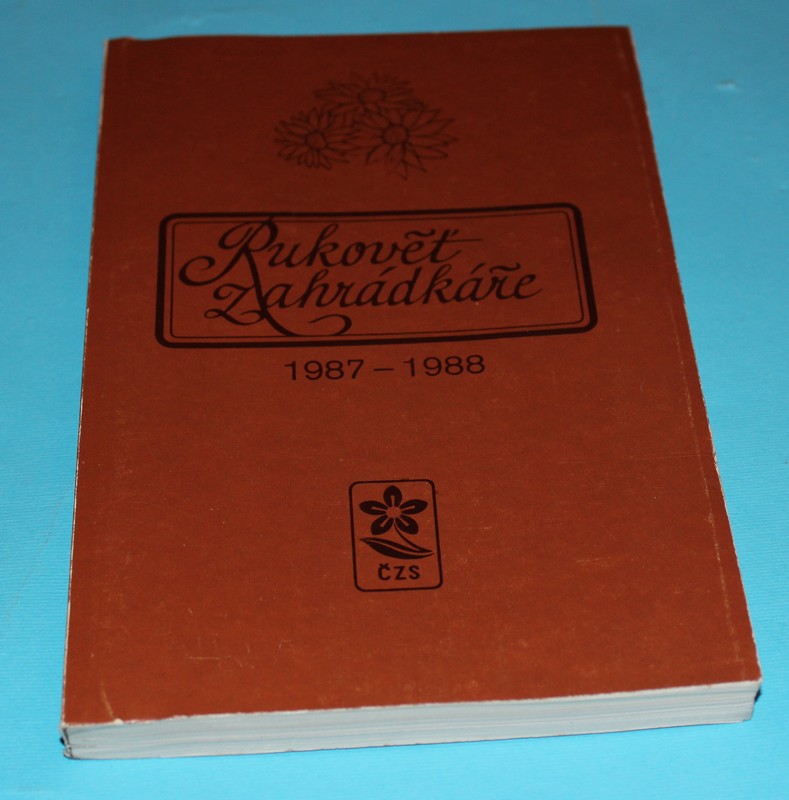 Rukověť
Zahrádkáře
1987 – 1988
ČZS